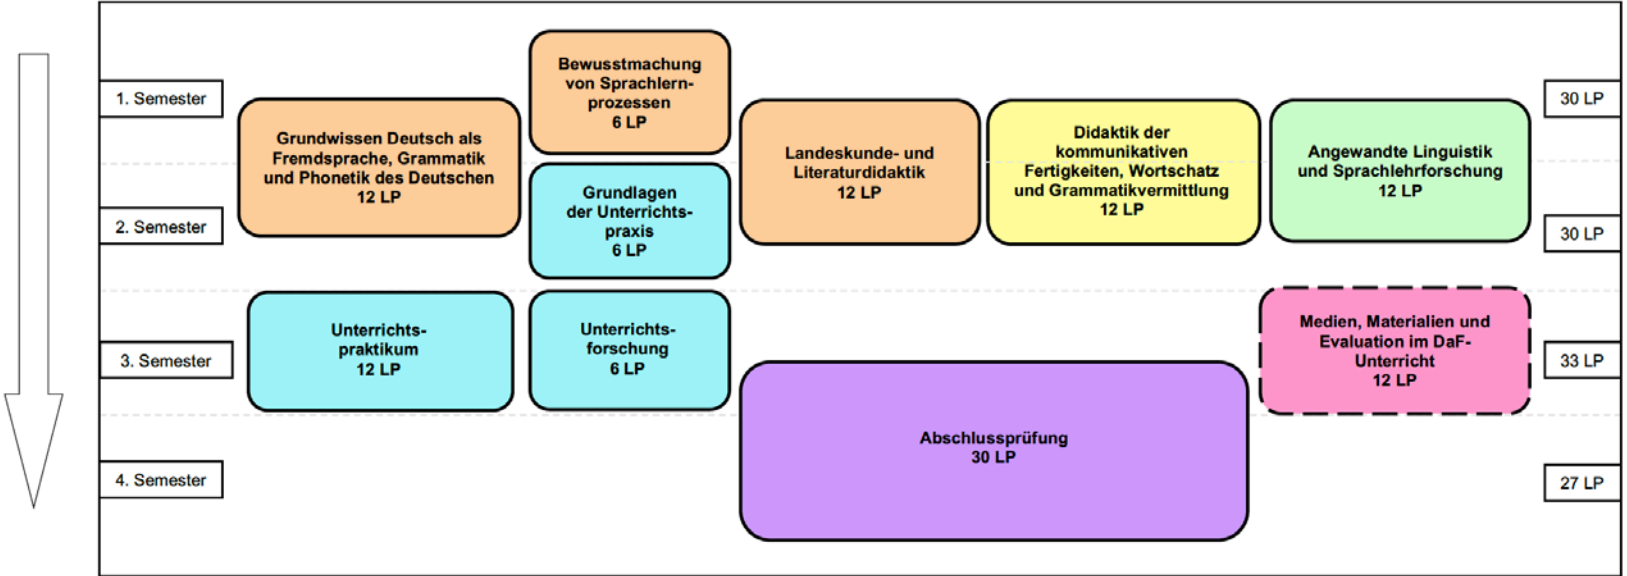 1. Semester
Grundwissen Deutsch als
Fremdsprache, Grammatik
und Phonetik des Deutschen
12 LP
Bewusstmachung
von Sprachlern-
prozessen
6 LP
Landeskunde- und
Literaturdidaktik
12 LP
Didaktik der
kommunikativen
Fertigkeiten, Wortschatz
und Grammatikvermittlung
12 LP
Angewandte Linguistik
und Sprachlehrforschung
12 LP
30 LP
2. Semester
Grundlagen
der Unterrichts-
praxis
6 LP
30 LP
3. Semester
Unterrichts-
praktikum
12 LP
Unterrichts-
forschung
6 LP
Medien, Materialien und
Evaluation im DaF-
Unterricht
12 LP
33 LP
4. Semester
Abschlussprüfung
30 LP
27 LP